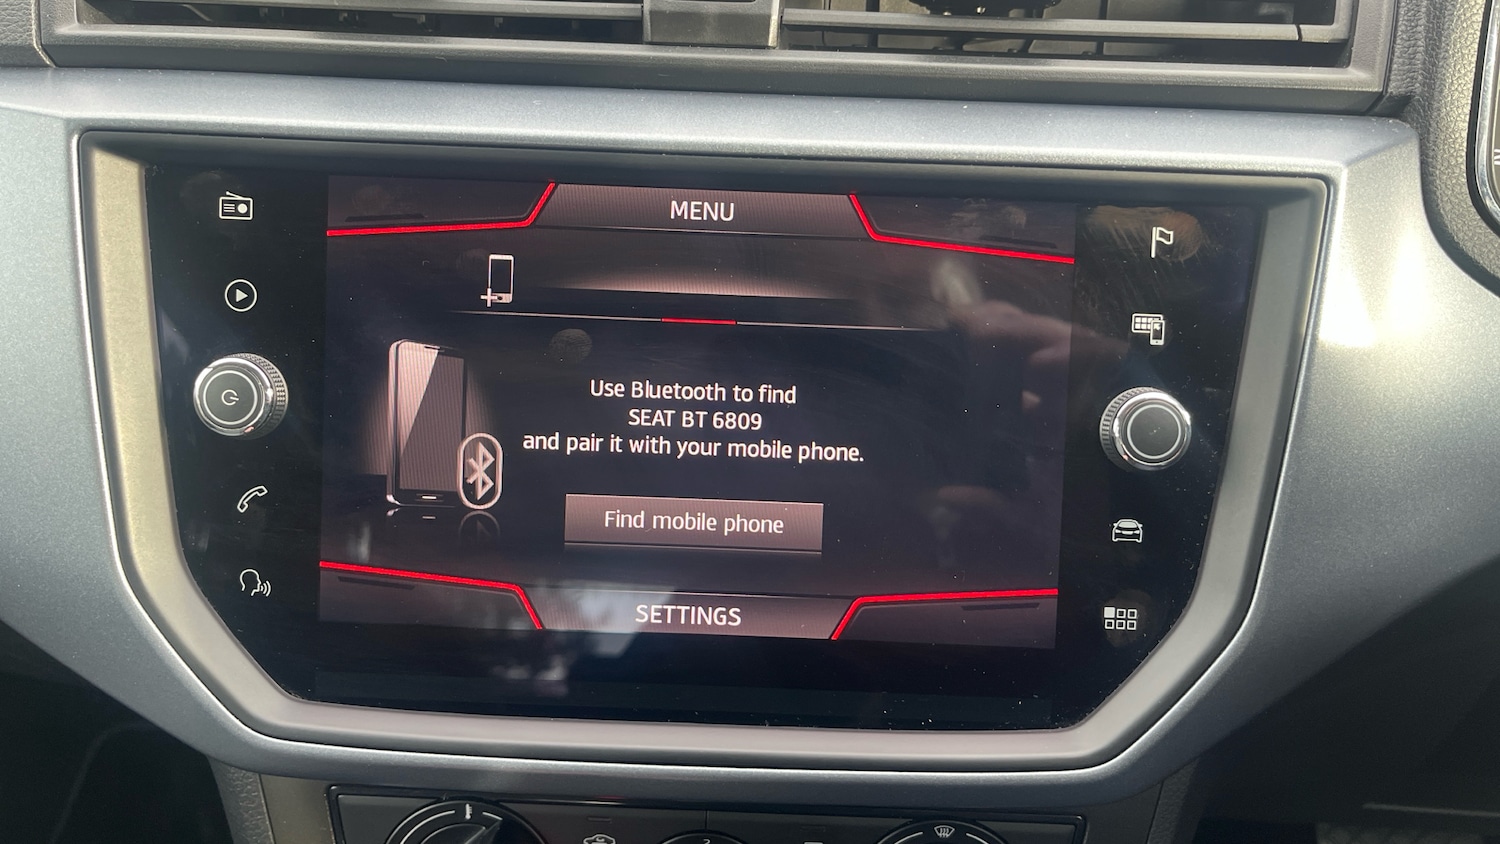 MENU
Use Bluetooth to find
SEAT BT 6809
and pair it with your mobile phone.
Find mobile phone
SETTINGS